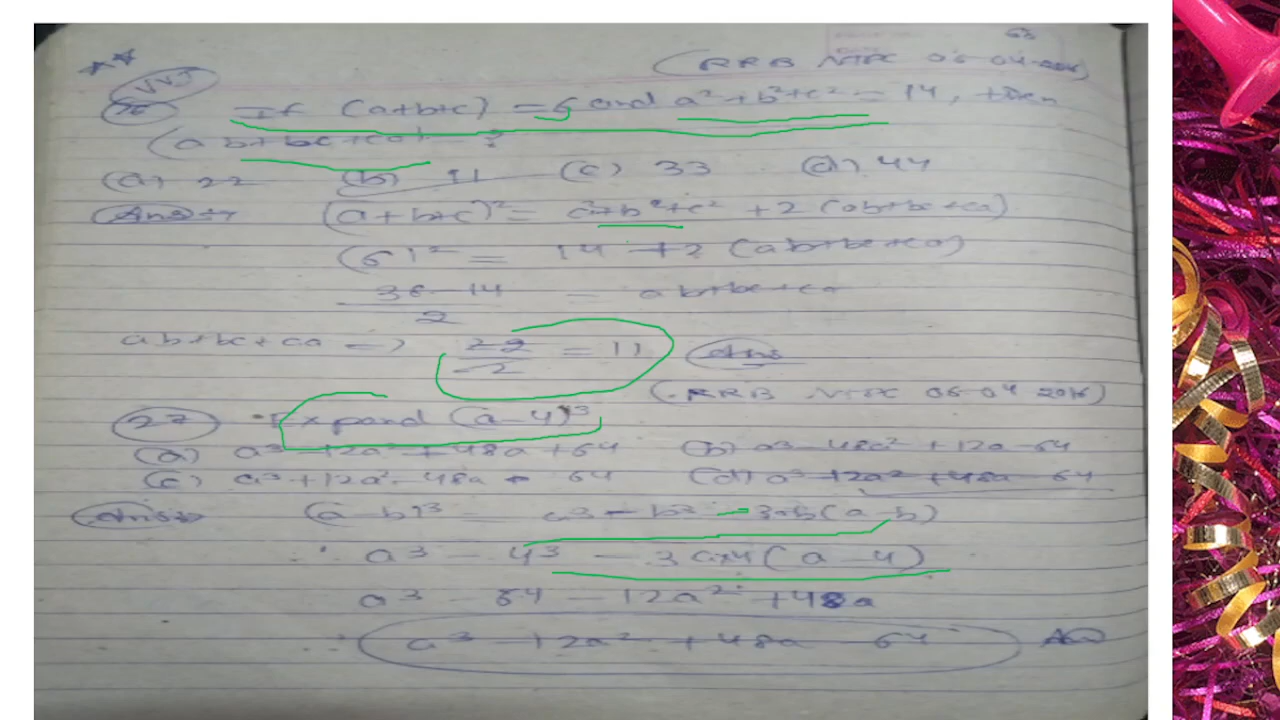 68
(RRB NTPC 06-04-2016)
VVI
26 If (a+b+c) = 6 and a²+b²+c² = 14, then
(ab+bc+ca) = ?
(a) 22 (b) 11 (c) 33 (d) 44
Ans:→ (a+b+c)² = a²+b²+c² + 2 (ab+bc+ca)
(6)² = 14 + 2 (ab+bc+ca)
36-14/2 = ab+bc+ca
ab+bc+ca => 22/2 = 11 Ans
(RRB NTPC 06-04 2016)
27 Expand (a-4)³
(a) a³-12a²+48a+64 (b) a³-48a²+12a-64
(c) a³+12a²-48a-64 (d) a³-12a²+48a-64
Ans:→ (a-b)³ = a³ - b³ - 3ab(a-b)
∴ a³ - 4³ - 3a×4(a-4)
a³ - 64 - 12a² + 48a
∴ a³ - 12a² + 48a - 64 Ans